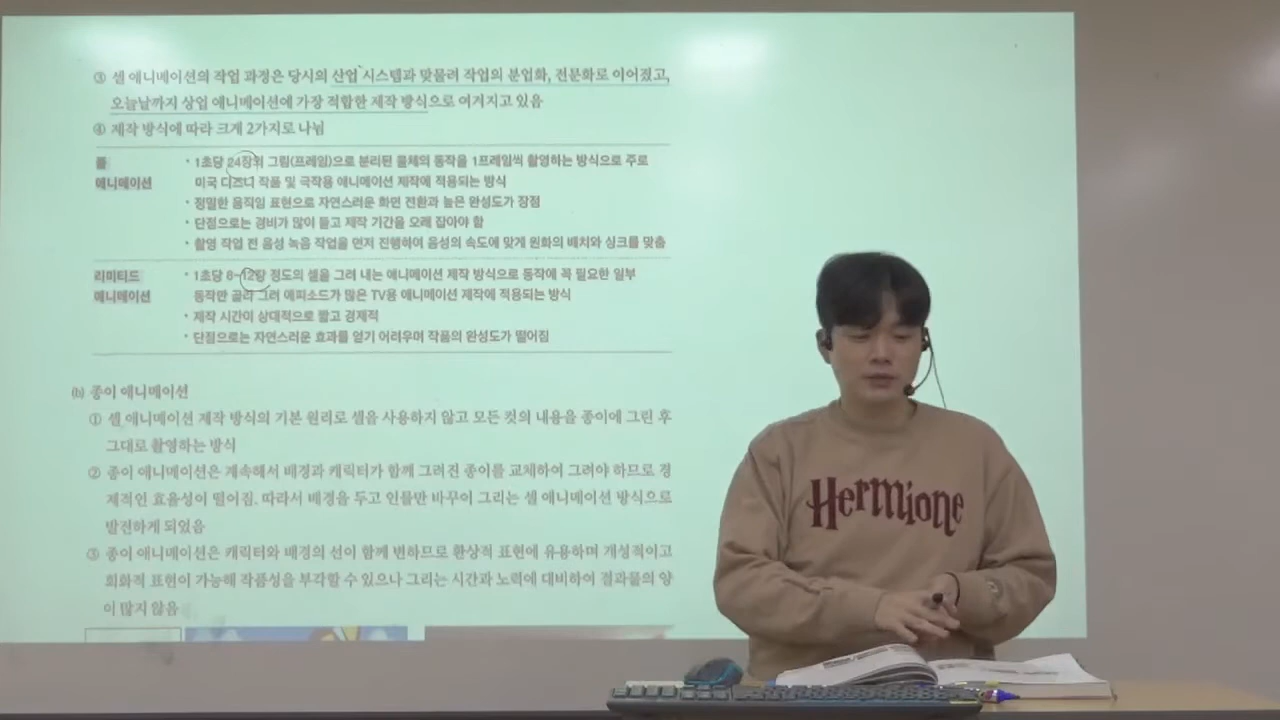 ③ 셀 애니메이션의 작업 과정은 당시의 산업 시스템과 맞물려 작업의 분업화, 전문화로 이어졌고,
오늘날까지 상업 애니메이션에 가장 적합한 제작 방식으로 여겨지고 있음
④ 제작 방식에 따라 크게 2가지로 나뉨
풀
애니메이션
• 1초당 24장위 그림(프레임)으로 분리된 물체의 동작을 1프레임씩 촬영하는 방식으로 주로
미국 디즈니 작품 및 극작용 애니메이션 제작에 적용되는 방식
• 정밀한 움직임 표현으로 자연스러운 화면 전환과 높은 완성도가 장점
• 단점으로는 경비가 많이 들고 제작 기간을 오래 잡아야 함
• 촬영 작업 전 음성 녹음 작업을 먼저 진행하여 음성의 속도에 맞게 원화의 배치와 싱크를 맞춤
리미티드
애니메이션
• 1초당 8~12장 정도의 셀을 그려 내는 애니메이션 제작 방식으로 동작에 꼭 필요한 일부
동작만 골라 그려 에피소드가 많은 TV용 애니메이션 제작에 적용되는 방식
• 제작 시간이 상대적으로 짧고 경제적
• 단점으로는 자연스러운 효과를 얻기 어려우며 작품의 완성도가 떨어짐
(b) 종이 애니메이션
① 셀 애니메이션 제작 방식의 기본 원리로 셀을 사용하지 않고 모든 컷의 내용을 종이에 그린 후
그대로 촬영하는 방식
② 종이 애니메이션은 계속해서 배경과 캐릭터가 함께 그려진 종이를 교체하여 그려야 하므로 경
제적인 효율성이 떨어짐. 따라서 배경을 두고 인물만 바꾸어 그리는 셀 애니메이션 방식으로
발전하게 되었음
③ 종이 애니메이션은 캐릭터와 배경의 선이 함께 변하므로 환상적 표현에 유용하며 개성적이고
회화적 표현이 가능해 작품성을 부각할 수 있으나 그리는 시간과 노력에 대비하여 결과물의 양
이 많지 않음
Hermione